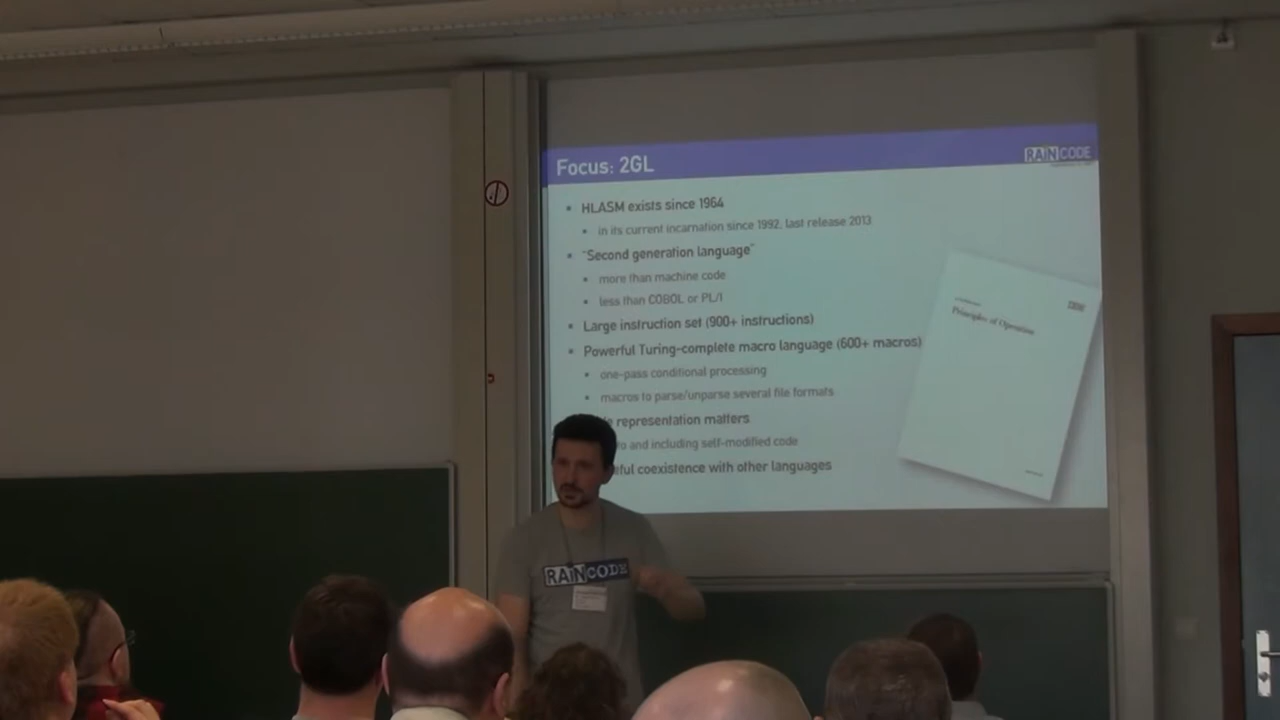 Focus: 2GL
RAINCODE
HLASM exists since 1964
in its current incarnation since 1992, last release 2013
"Second generation language"
more than machine code
less than COBOL or PL/I
Large instruction set (900+ instructions)
Powerful Turing-complete macro language (600+ macros)
one-pass conditional processing
macros to parse/unparse several file formats
representation matters
and including self-modified code
coexistence with other languages
IBM
Principles of Operation
RAINCODE